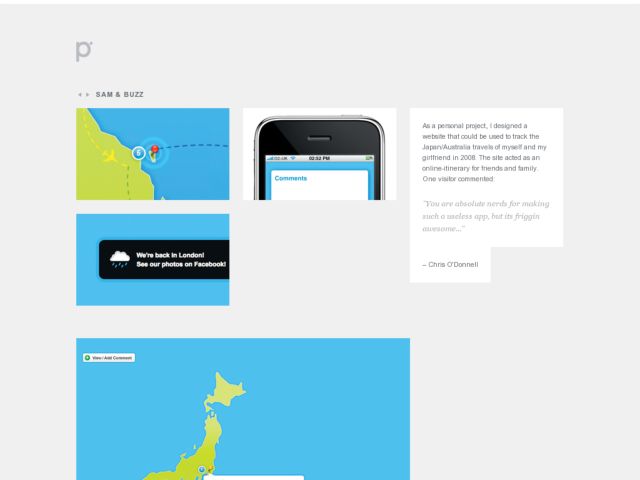 p
SAM & BUZZ
5
O2-UK
02:52 PM
Comments
As a personal project, I designed a
website that could be used to track the
Japan/Australia travels of myself and my
girlfriend in 2008. The site acted as an
online-itinerary for friends and family.
One visitor commented:
"You are absolute nerds for making
such a useless app, but its friggin
awesome..."
– Chris O'Donnell
We're back in London!
See our photos on Facebook!
View / Add Comment